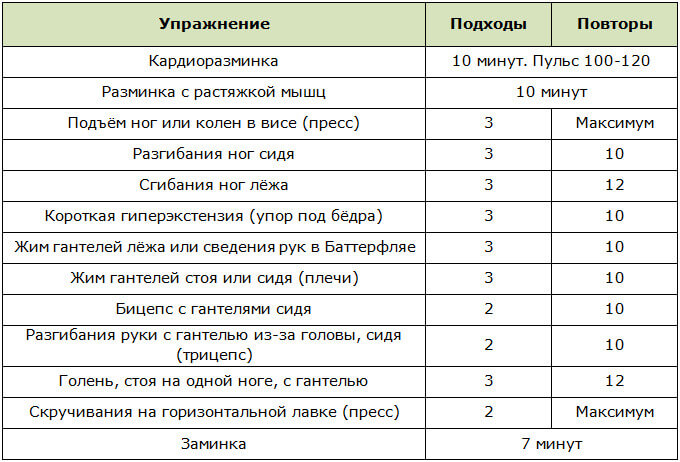 Упражнение Подходы Повторы
Кардиоразминка 10 минут. Пульс 100-120
Разминка с растяжкой мышц 10 минут
Подъём ног или колен в висе (пресс) 3 Максимум
Разгибания ног сидя 3 10
Сгибания ног лёжа 3 12
Короткая гиперэкстензия (упор под бёдра) 3 10
Жим гантелей лёжа или сведения рук в Баттерфляе 3 10
Жим гантелей стоя или сидя (плечи) 3 10
Бицепс с гантелями сидя 2 10
Разгибания руки с гантелью из-за головы, сидя
(трицепс) 2 10
Голень, стоя на одной ноге, с гантелью 3 12
Скручивания на горизонтальной лавке (пресс) 2 Максимум
Заминка 7 минут